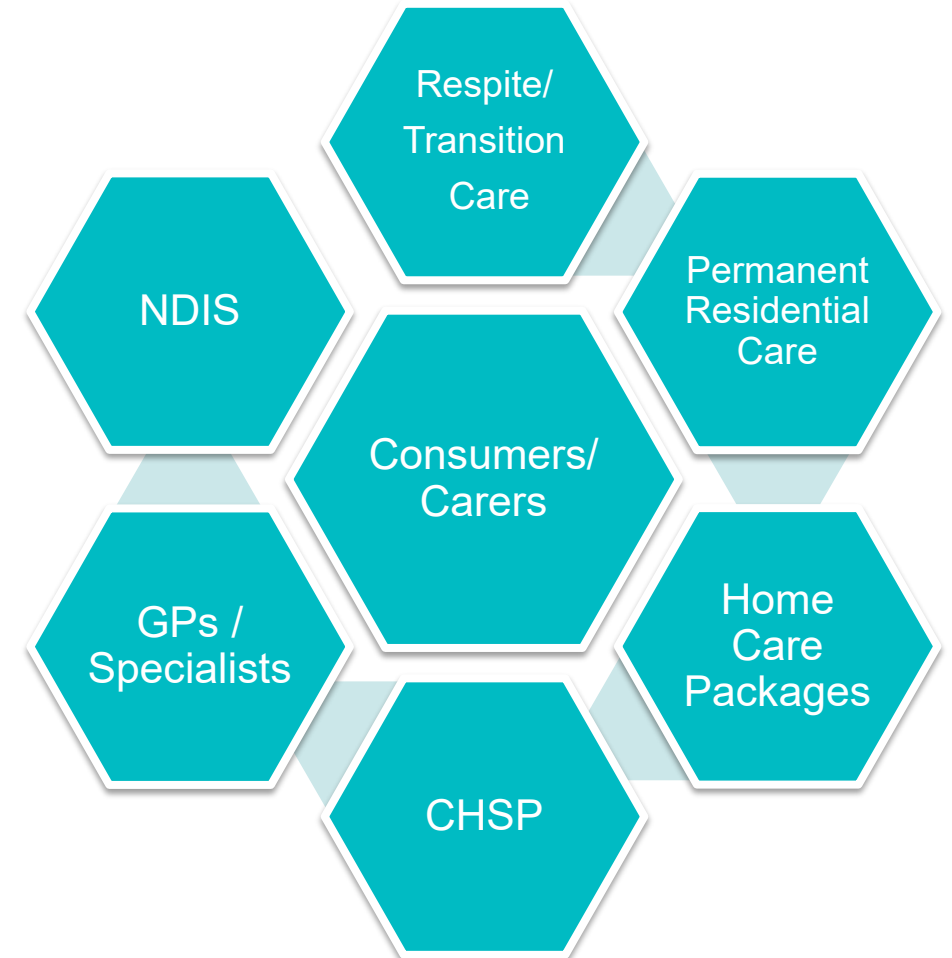 Respite/
Transition
Care
NDIS
Permanent
Residential
Care
Consumers/
Carers
GPs /
Specialists
Home
Care
Packages
CHSP